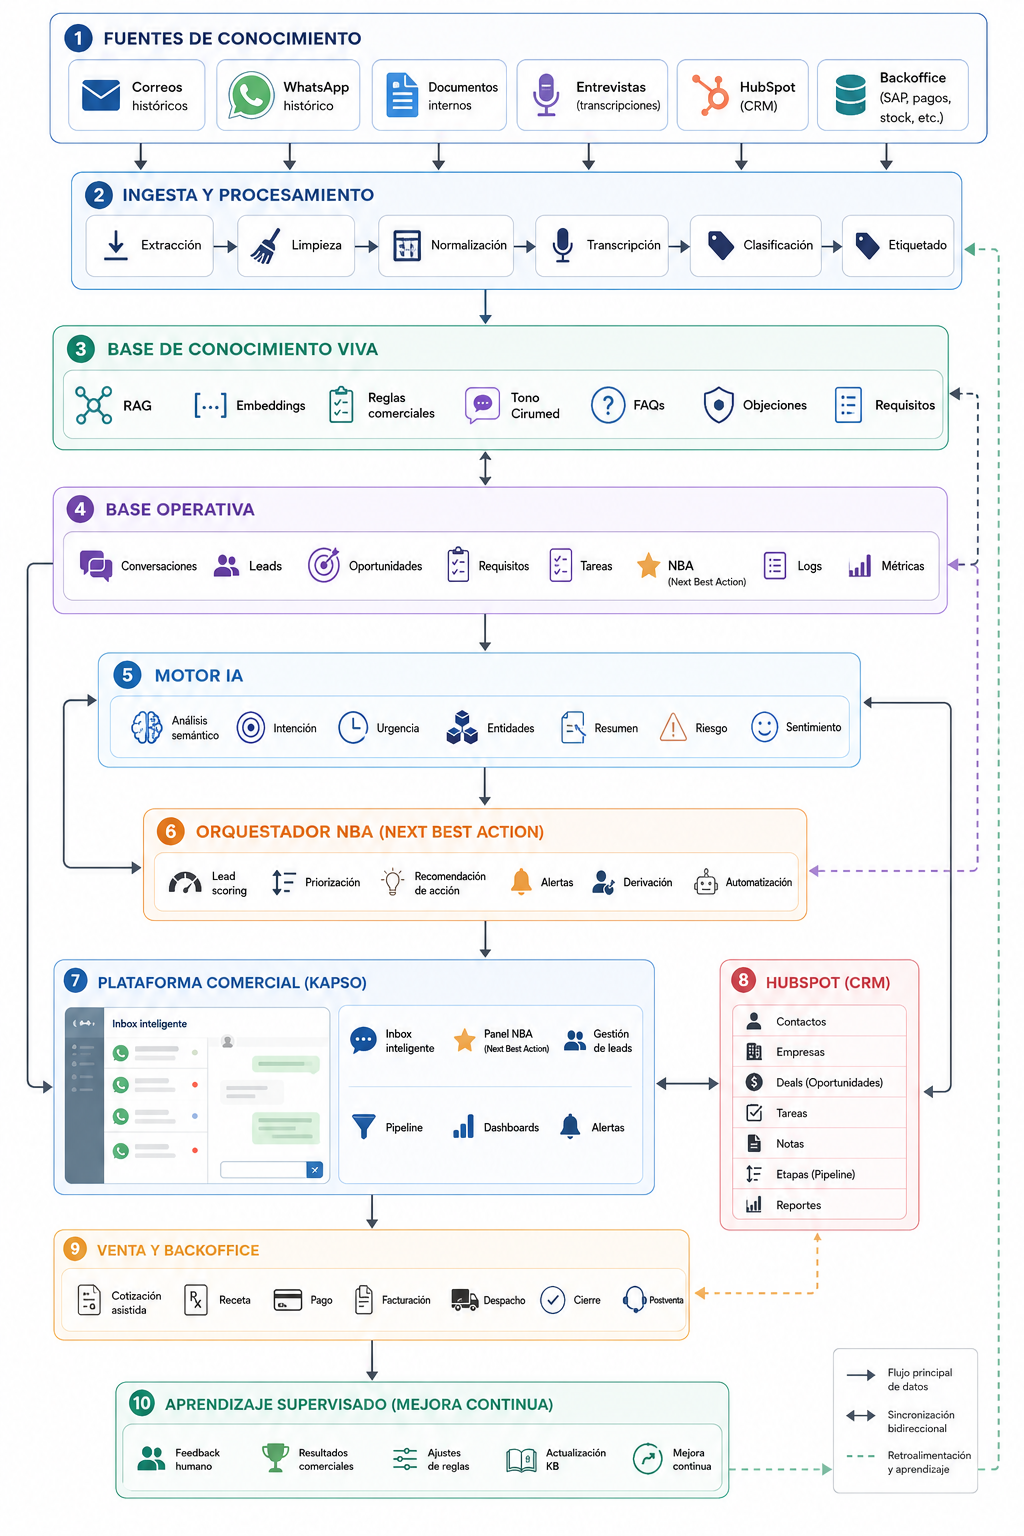 1 FUENTES DE CONOCIMIENTO
Correos
históricos
WhatsApp
histórico
Documentos
internos
Entrevistas
(transcripciones)
HubSpot
(CRM)
Backoffice
(SAP, pagos,
stock, etc.)
2 INGESTA Y PROCESAMIENTO
Extracción
Limpieza
Normalización
Transcripción
Clasificación
Etiquetado
3 BASE DE CONOCIMIENTO VIVA
RAG
[...] Embeddings
Reglas
comerciales
Tono
Cirumed
? FAQs
Objeciones
Requisitos
4 BASE OPERATIVA
Conversaciones
Leads
Oportunidades
Requisitos
Tareas
NBA
(Next Best Action)
Logs
Métricas
5 MOTOR IA
Análisis
semántico
Intención
Urgencia
Entidades
Resumen
Riesgo
Sentimiento
6 ORQUESTADOR NBA (NEXT BEST ACTION)
Lead
scoring
Priorización
Recomendación
de acción
Alertas
Derivación
Automatización
7 PLATAFORMA COMERCIAL (KAPSO)
Inbox inteligente
Inbox
inteligente
Panel NBA
(Next Best Action)
Gestión
de leads
Pipeline
Dashboards
Alertas
8 HUBSPOT (CRM)
Contactos
Empresas
$ Deals (Oportunidades)
Tareas
Notas
Etapas (Pipeline)
Reportes
9 VENTA Y BACKOFFICE
Cotización
asistida
Rx Receta
Pago
Facturación
Despacho
Cierre
Postventa
10 APRENDIZAJE SUPERVISADO (MEJORA CONTINUA)
Feedback
humano
Resultados
comerciales
Ajustes
de reglas
Actualización
KB
Mejora
continua
Flujo principal
de datos
Sincronización
bidireccional
Retroalimentación
y aprendizaje